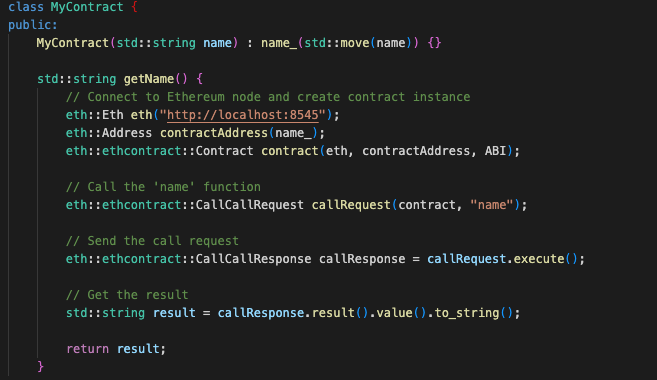 class MyContract {
public:
    MyContract(std::string name) : name_(std::move(name)) {}

    std::string getName() {
        // Connect to Ethereum node and create contract instance
        eth::Eth eth("http://localhost:8545");
        eth::Address contractAddress(name_);
        eth::ethcontract::Contract contract(eth, contractAddress, ABI);

        // Call the 'name' function
        eth::ethcontract::CallCallRequest callRequest(contract, "name");

        // Send the call request
        eth::ethcontract::CallCallResponse callResponse = callRequest.execute();

        // Get the result
        std::string result = callResponse.result().value().to_string();

        return result;
    }